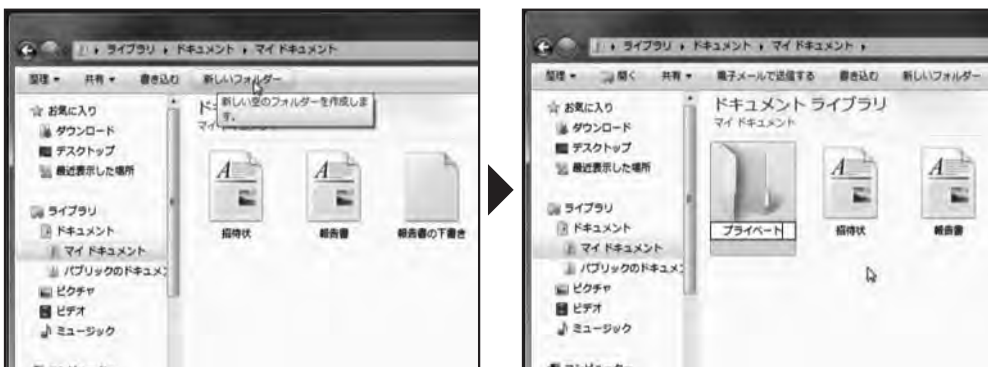 ライブラリ ▸ ドキュメント ▸ マイ ドキュメント
整理 ▾ 共有 ▾ 書き込む 新しいフォルダー
新しい空のフォルダーを作成しま
す。
マイ ドキュメント
お気に入り
ダウンロード
デスクトップ
最近表示した場所
ライブラリ
ドキュメント
マイ ドキュメント
パブリックのドキュメ
ピクチャ
ビデオ
ミュージック
招待状
報告書
報告書の下書き
ライブラリ ▸ ドキュメント ▸ マイ ドキュメント ▸
整理 ▾ 開く 共有 ▾ 電子メールで送信する 書き込む 新しいフォルダー
ドキュメント ライブラリ
マイ ドキュメント
お気に入り
ダウンロード
デスクトップ
最近表示した場所
ライブラリ
ドキュメント
マイ ドキュメント
パブリックのドキュメ
ピクチャ
ビデオ
ミュージック
プライベート
招待状
報告書